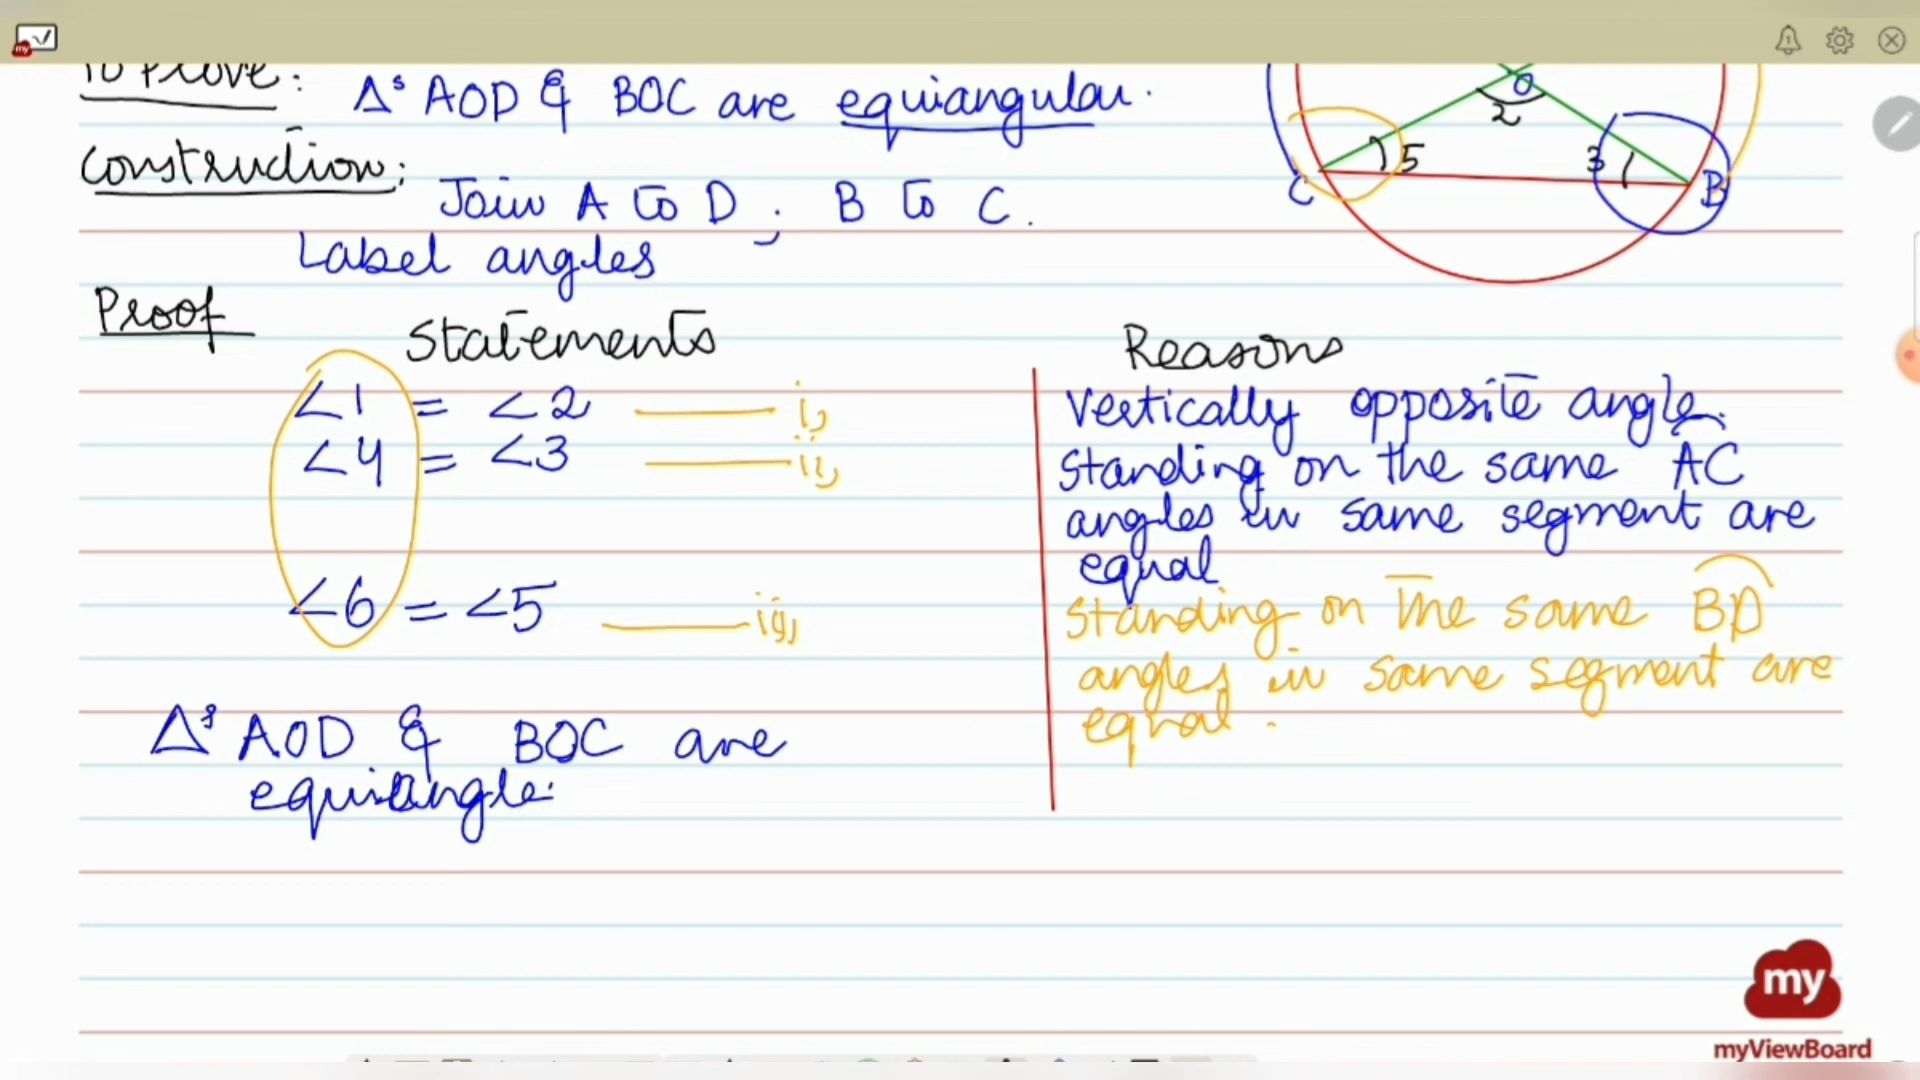 To Prove:
Δs AOD & BOC are equiangular.
Construction:
Join A to D ; B to C.
Label angles
Proof
Statements
Reasons
∠1 = ∠2 ——— i,
Vertically opposite angle.
∠4 = ∠3 ——— ii,
Standing on the same AC
angles in same segment are
equal
∠6 = ∠5 ——— iii,
Standing on the same BD
angles in same segment are
equal.
Δs AOD & BOC are
equiangle.
O
2
C
5
3
B
my
my
myViewBoard